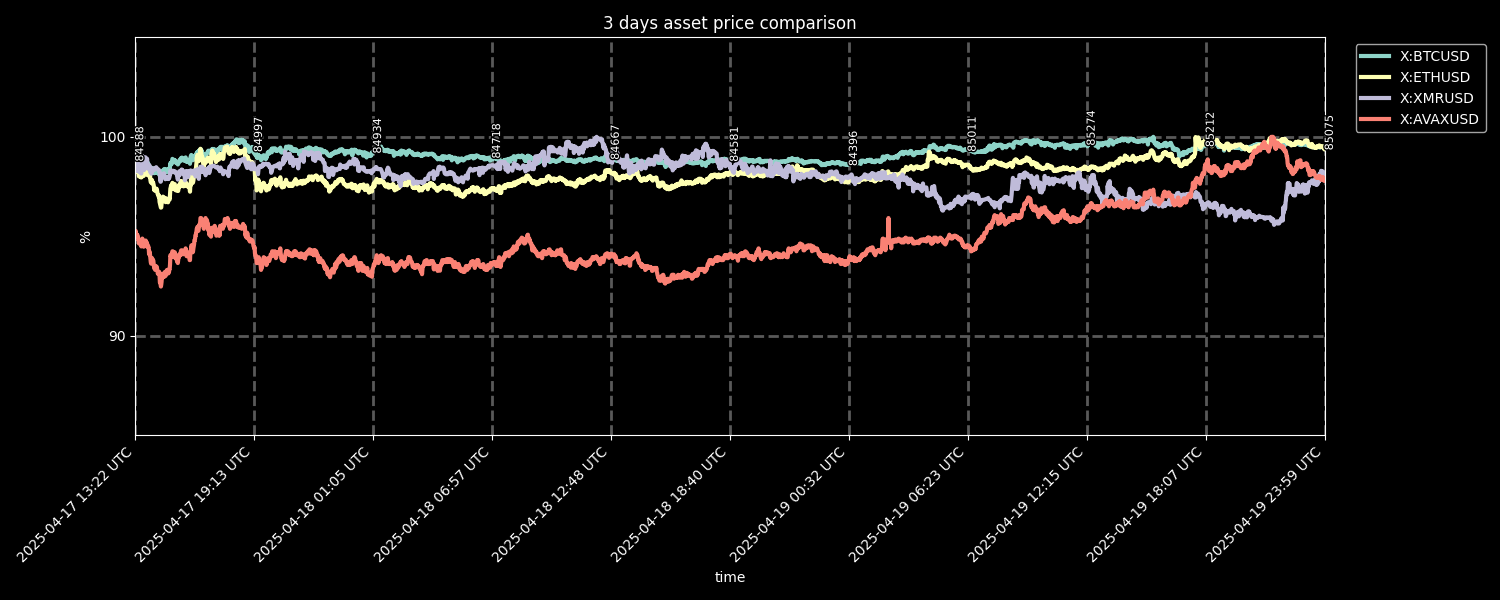 3 days asset price comparison
X:BTCUSD
X:ETHUSD
X:XMRUSD
X:AVAXUSD
100
90
%
84588
84997
84934
84718
84667
84581
84396
85011
85274
85212
85075
2025-04-17 13:22 UTC
2025-04-17 19:13 UTC
2025-04-18 01:05 UTC
2025-04-18 06:57 UTC
2025-04-18 12:48 UTC
2025-04-18 18:40 UTC
2025-04-19 00:32 UTC
2025-04-19 06:23 UTC
2025-04-19 12:15 UTC
2025-04-19 18:07 UTC
2025-04-19 23:59 UTC
time